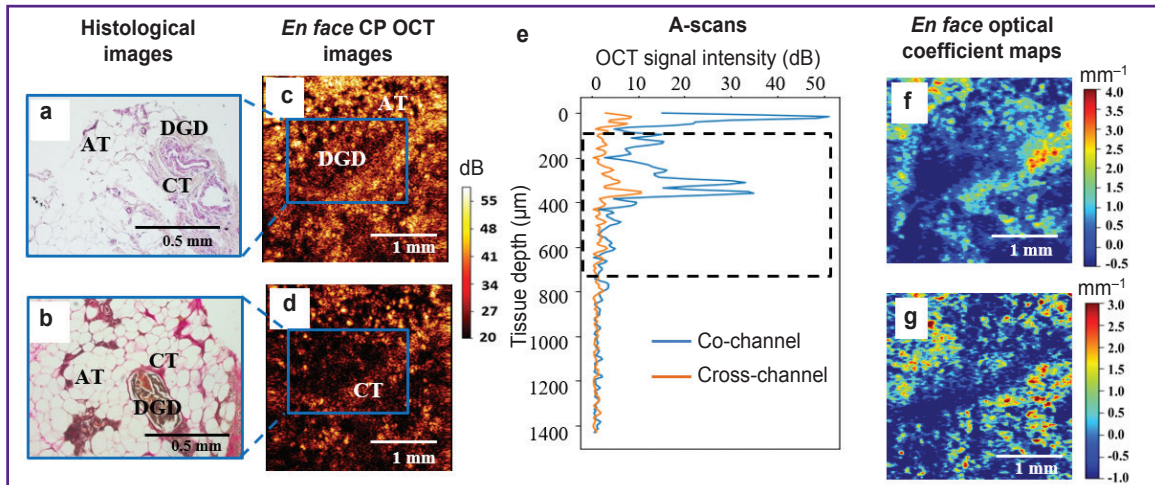 Histological
images
En face CP OCT
images
e
A-scans
OCT signal intensity (dB)
0 10 20 30 40 50
En face optical
coefficient maps
a
AT
DGD
CT
0.5 mm
c
AT
DGD
1 mm
dB
55
48
41
34
27
20
b
AT
CT
DGD
0.5 mm
d
CT
1 mm
Tissue depth (µm)
0
200
400
600
800
1000
1200
1400
Co-channel
Cross-channel
f
1 mm
mm⁻¹
4.0
3.5
3.0
2.5
2.0
1.5
1.0
0.5
0.0
-0.5
g
1 mm
mm⁻¹
3.0
2.5
2.0
1.5
1.0
0.5
0.0
-0.5
-1.0